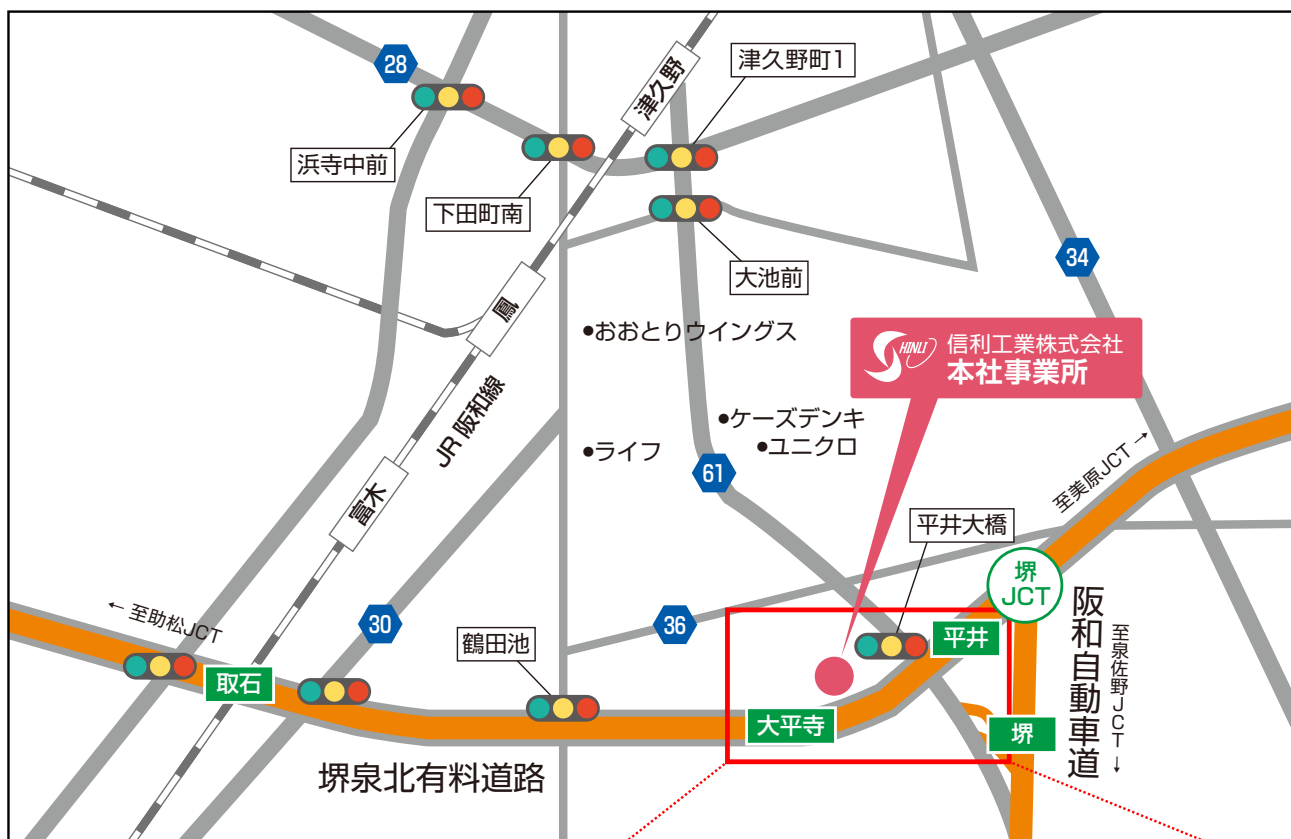 28
津久野
津久野町1
浜寺中前
下田町南
大池前
34
鳳
●おおとりウイングス
SHINLI
信利工業株式会社
本社事業所
JR 阪和線
●ケーズデンキ
●ユニクロ
●ライフ
61
至美原JCT→
富木
平井大橋
堺
JCT
←至助松JCT
30
36
鶴田池
平井
阪和自動車道
至泉佐野JCT→
取石
大平寺
堺
堺泉北有料道路